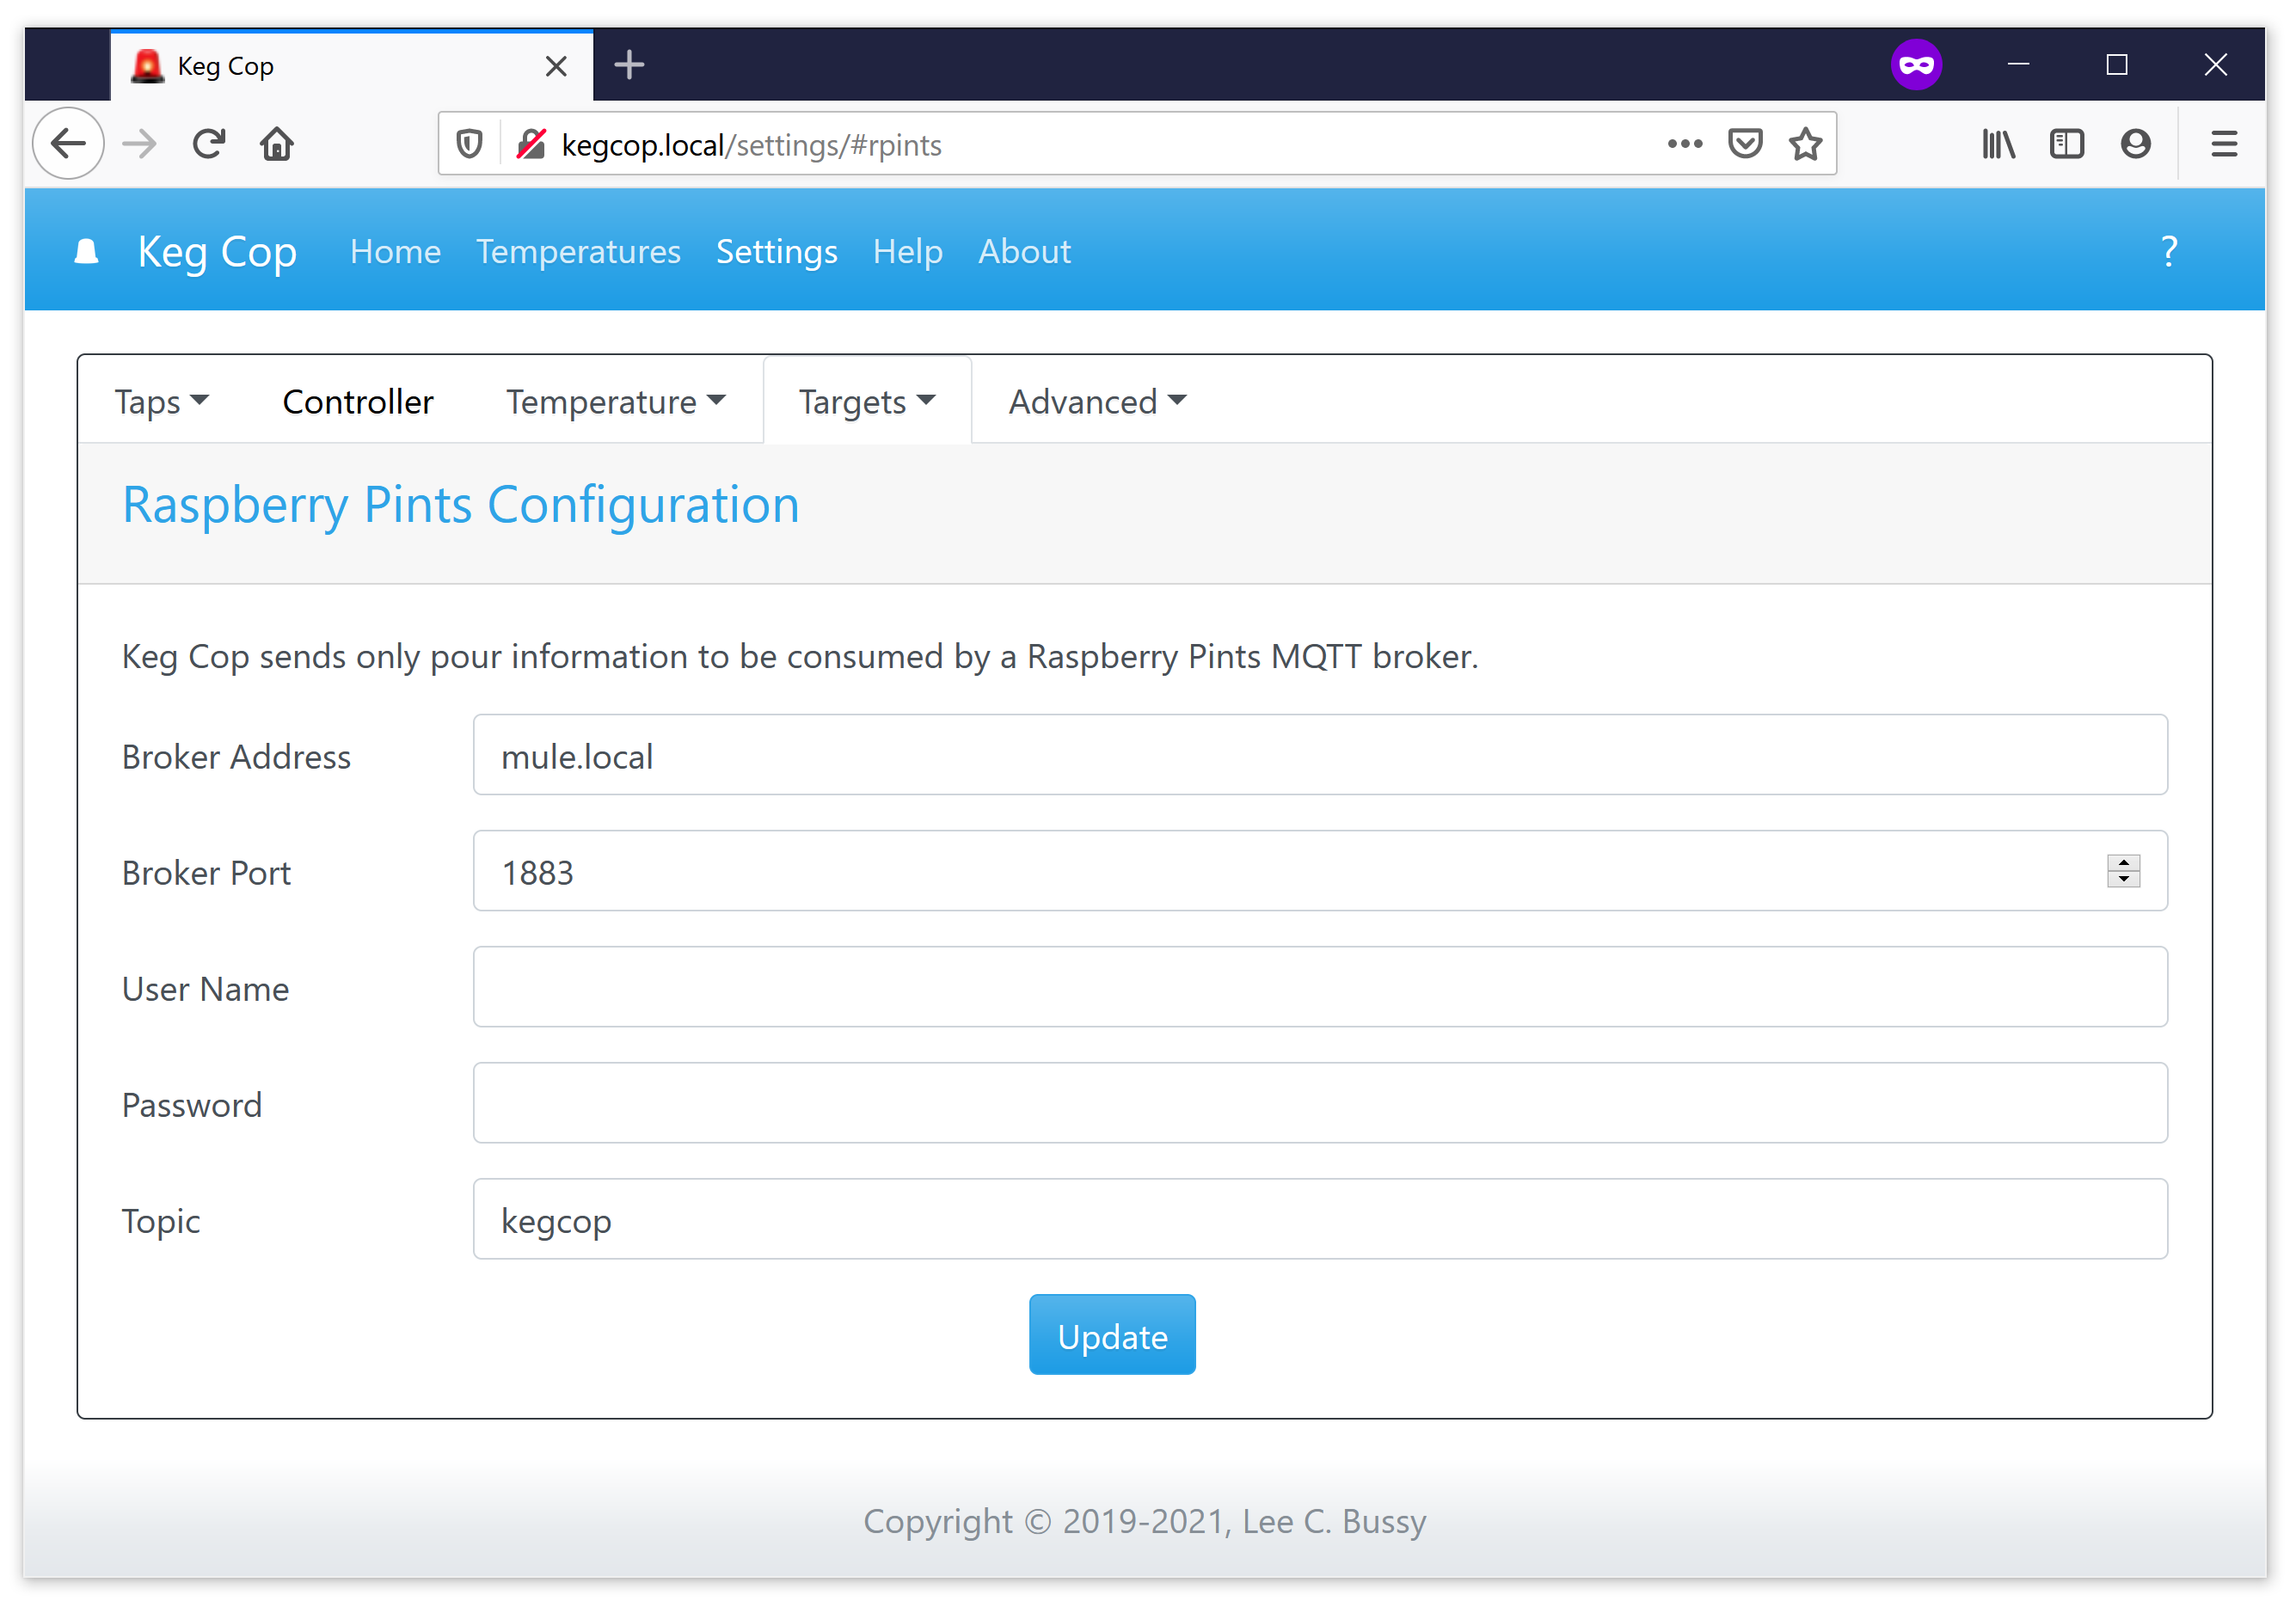 Keg Cop
kegcop.local/settings/#rpints
Keg Cop Home Temperatures Settings Help About ?
Taps Controller Temperature Targets Advanced
Raspberry Pints Configuration
Keg Cop sends only pour information to be consumed by a Raspberry Pints MQTT broker.
Broker Address mule.local
Broker Port 1883
User Name
Password
Topic kegcop
Update
Copyright © 2019-2021, Lee C. Bussy